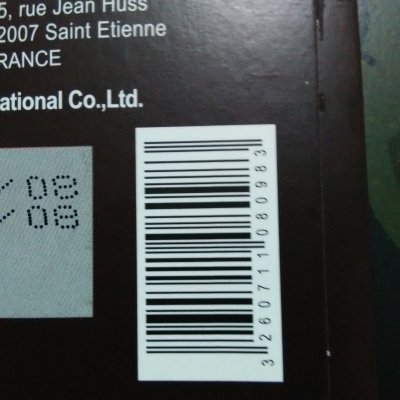 5, rue Jean Huss
2007 Saint Etienne
RANCE
ational Co.,Ltd.
/ 08
/ 08
3260711080983